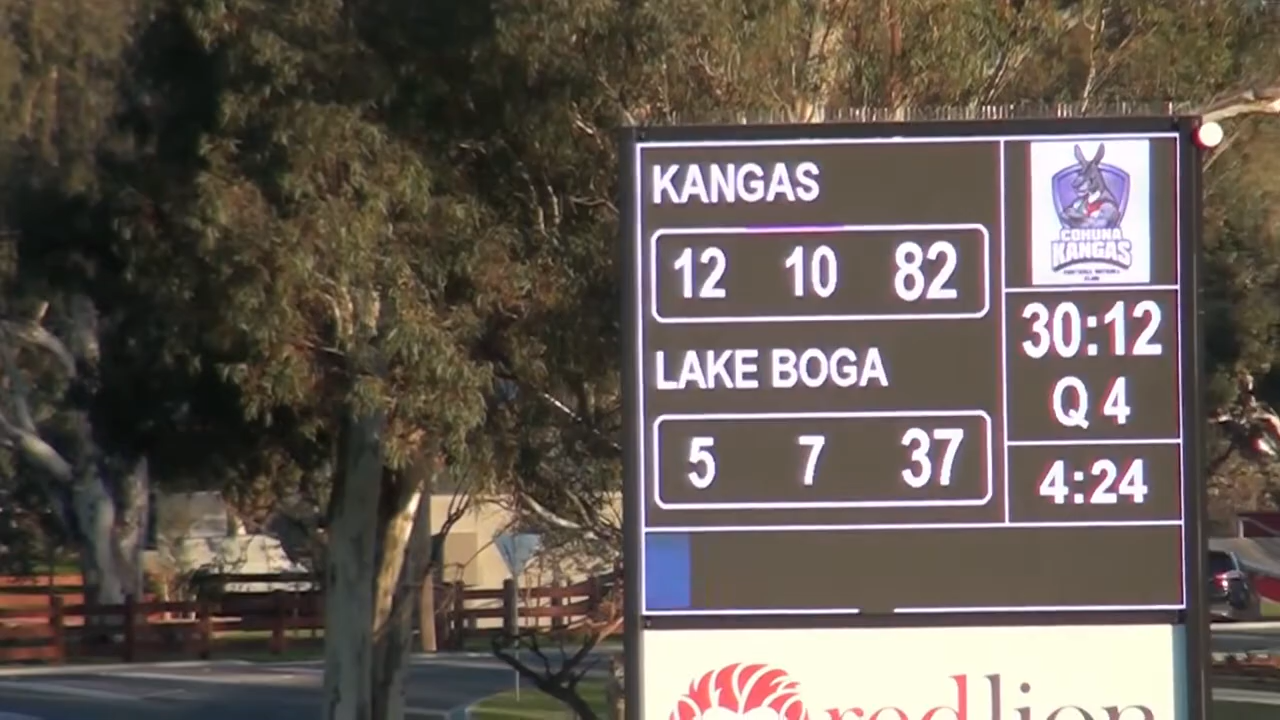 KANGAS
12 10 82
LAKE BOGA
5 7 37
COHUNA
KANGAS
30:12
Q 4
4:24
redlion